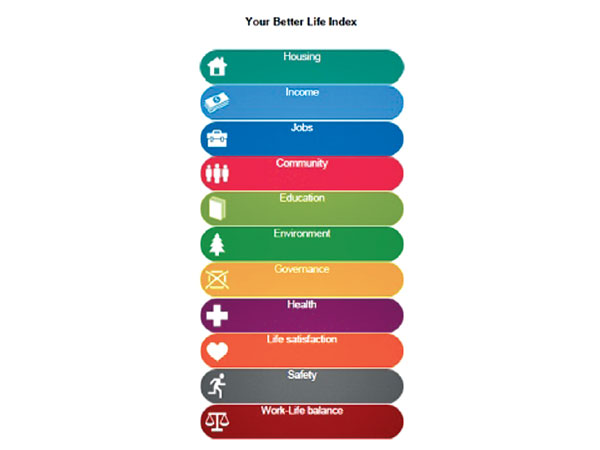 Your Better Life Index
Housing
Income
Jobs
Community
Education
Environment
Governance
Health
Life satisfaction
Safety
Work-Life balance